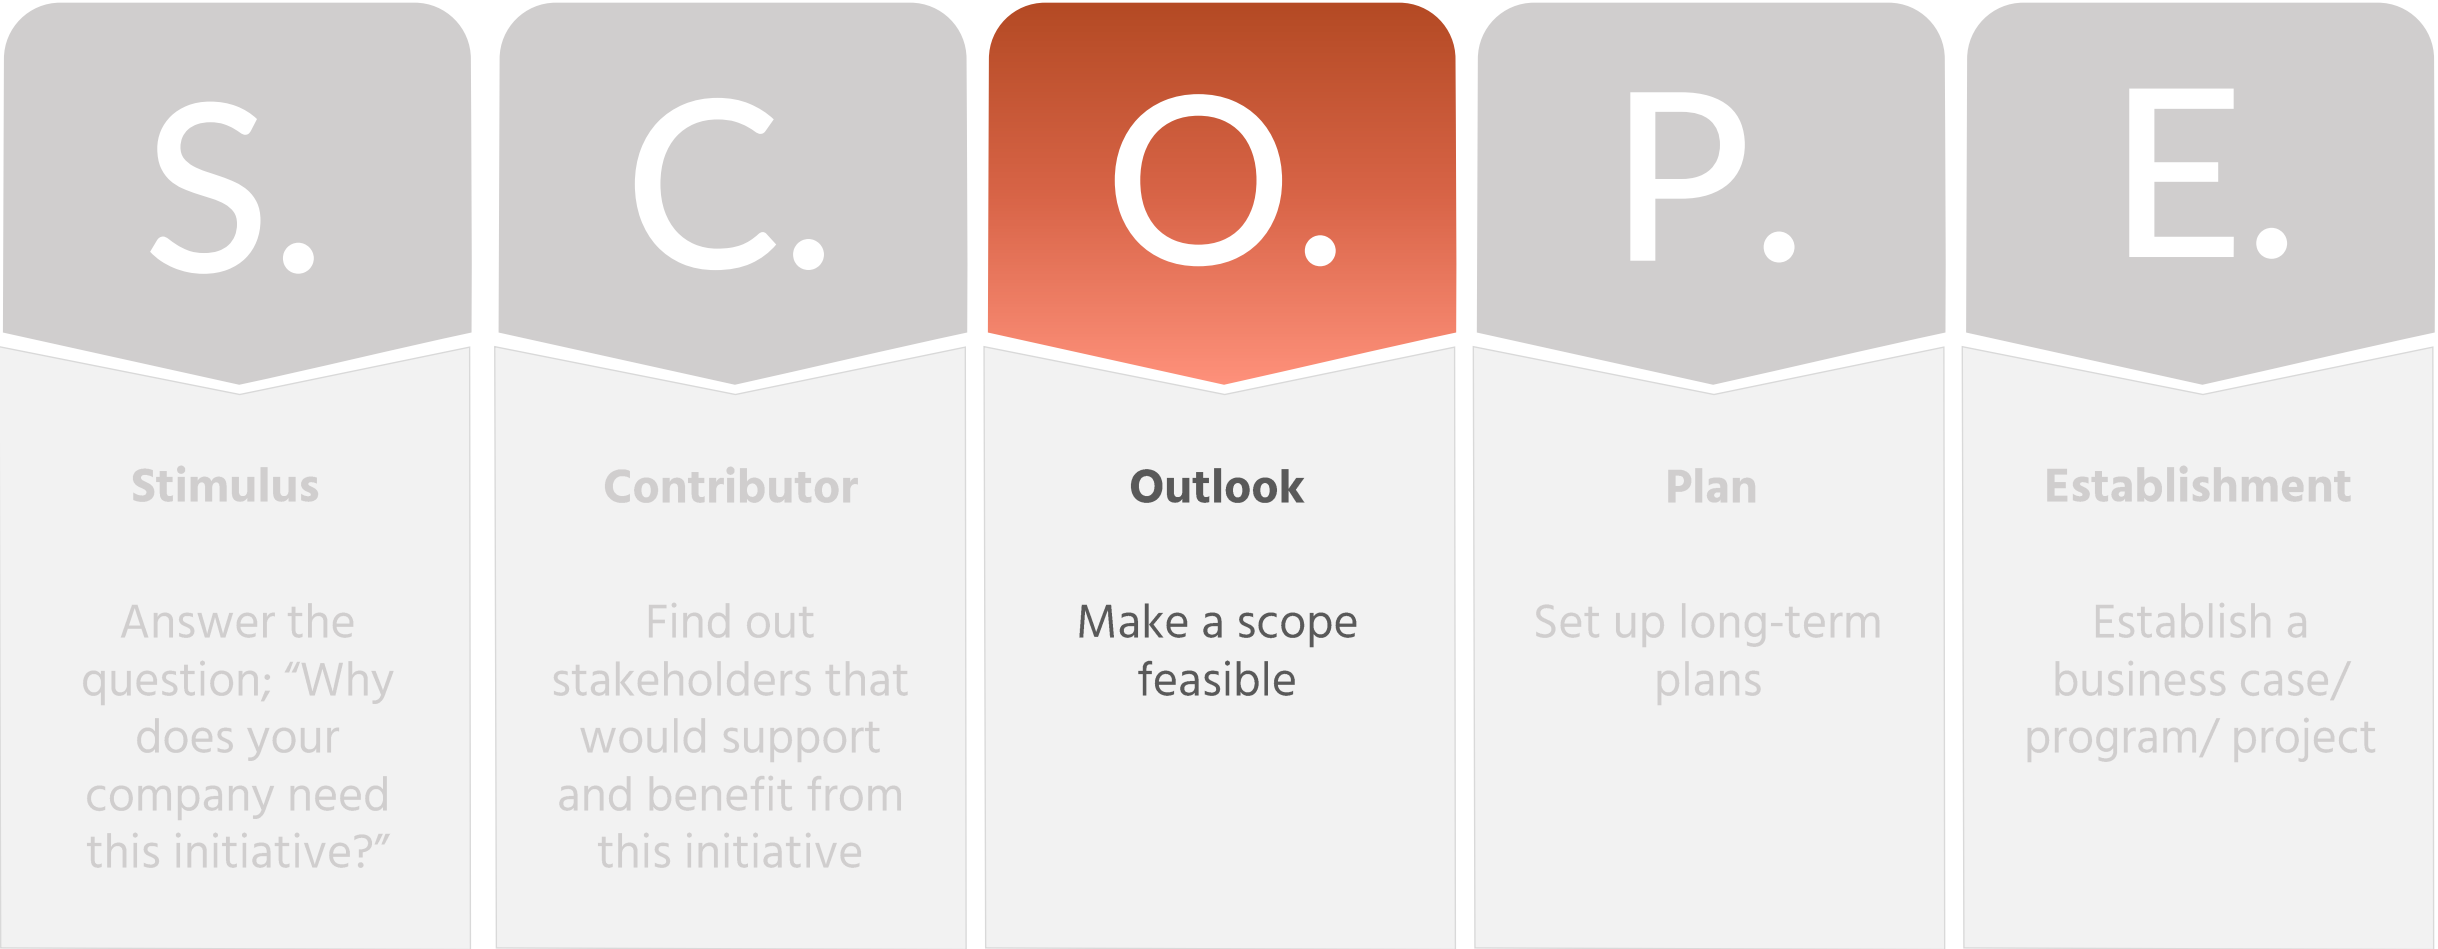 S.
C.
O.
P.
E.
Stimulus
Answer the
question; “Why
does your
company need
this initiative?”
Contributor
Find out
stakeholders that
would support
and benefit from
this initiative
Outlook
Make a scope
feasible
Plan
Set up long-term
plans
Establishment
Establish a
business case/
program/ project